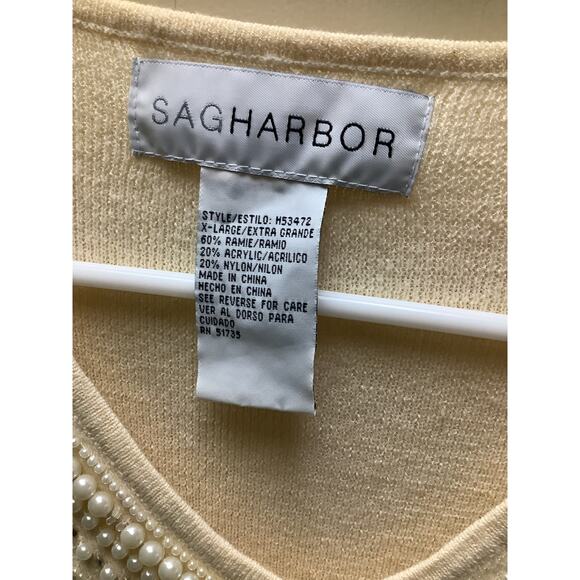 SAGHARBOR
STYLE/ESTILO: H53472
X-LARGE/EXTRA GRANDE
60% RAMIE/RAMIO
20% ACRYLIC/ACRILICO
20% NYLON/NILON
MADE IN CHINA
HECHO EN CHINA
SEE REVERSE FOR CARE
VER AL DORSO PARA
CUIDADO
RN 51735